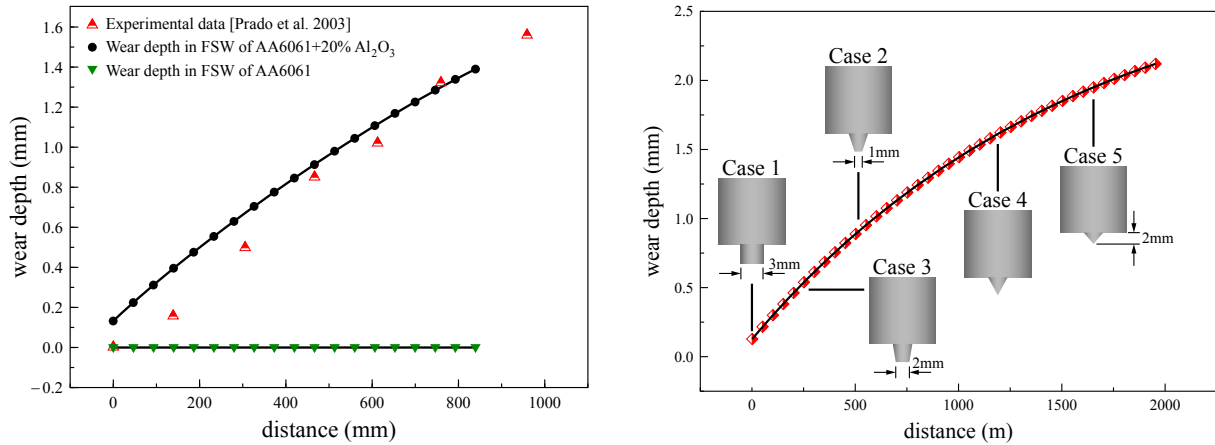 1.6
1.4
1.2
1.0
0.8
0.6
0.4
0.2
0.0
−0.2
wear depth (mm)
Experimental data [Prado et al. 2003]
Wear depth in FSW of AA6061+20% Al₂O₃
Wear depth in FSW of AA6061
0 200 400 600 800 1000
distance (mm)
2.5
2.0
1.5
1.0
0.5
0.0
wear depth (mm)
Case 2
1mm
Case 1
3mm
Case 5
2mm
Case 4
Case 3
2mm
0 500 1000 1500 2000
distance (m)